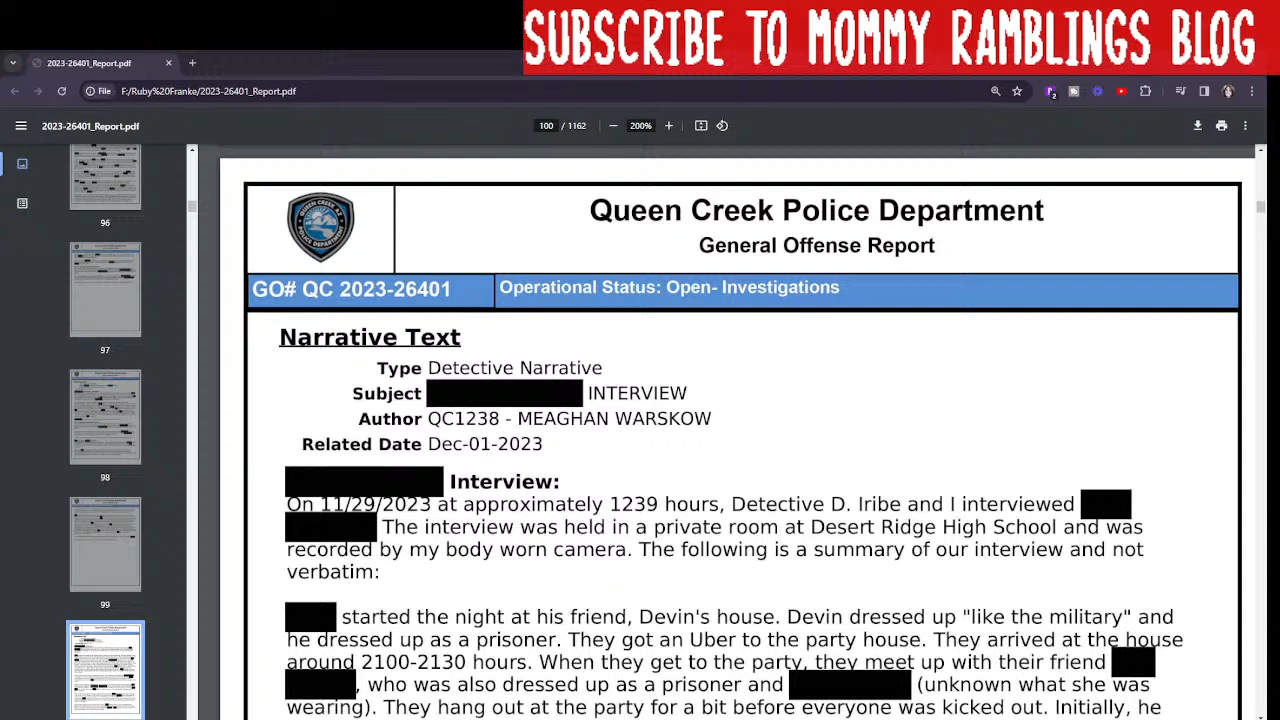 SUBSCRIBE TO MOMMY RAMBLINGS BLOG
2023-26401_Report.pdf
File F:/Ruby%20Franke/2023-26401_Report.pdf
2023-26401_Report.pdf 100 / 1162 200%
2
96
97
98
99
QUEEN CREEK AZ
POLICE DEPARTMENT
Queen Creek Police Department
General Offense Report
GO# QC 2023-26401 Operational Status: Open- Investigations
Narrative Text
Type Detective Narrative
Subject INTERVIEW
Author QC1238 - MEAGHAN WARSKOW
Related Date Dec-01-2023
Interview:
On 11/29/2023 at approximately 1239 hours, Detective D. Iribe and I interviewed
The interview was held in a private room at Desert Ridge High School and was
recorded by my body worn camera. The following is a summary of our interview and not
verbatim:
started the night at his friend, Devin's house. Devin dressed up "like the military" and
he dressed up as a prisoner. They got an Uber to the party house. They arrived at the house
around 2100-2130 hours. When they get to the party, they meet up with their friend
, who was also dressed up as a prisoner and (unknown what she was
wearing). They hang out at the party for a bit before everyone was kicked out. Initially, he